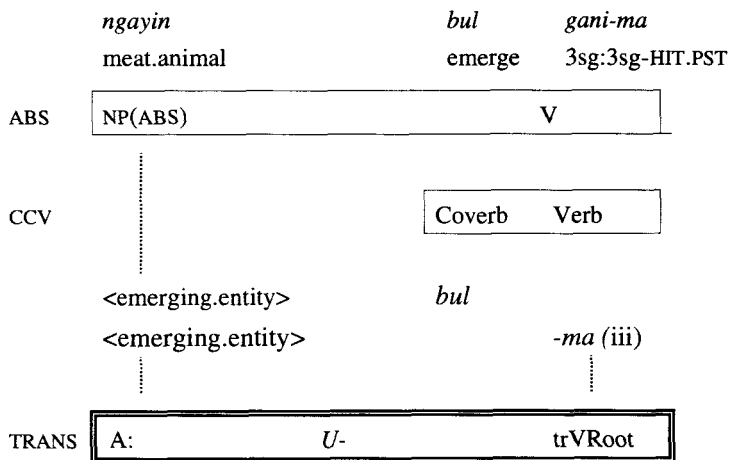 ngayin bul gani-ma
meat.animal emerge 3sg:3sg-HIT.PST
ABS NP(ABS) V
CCV Coverb Verb
<emerging.entity> bul
<emerging.entity> -ma (iii)
TRANS A: U- trVRoot